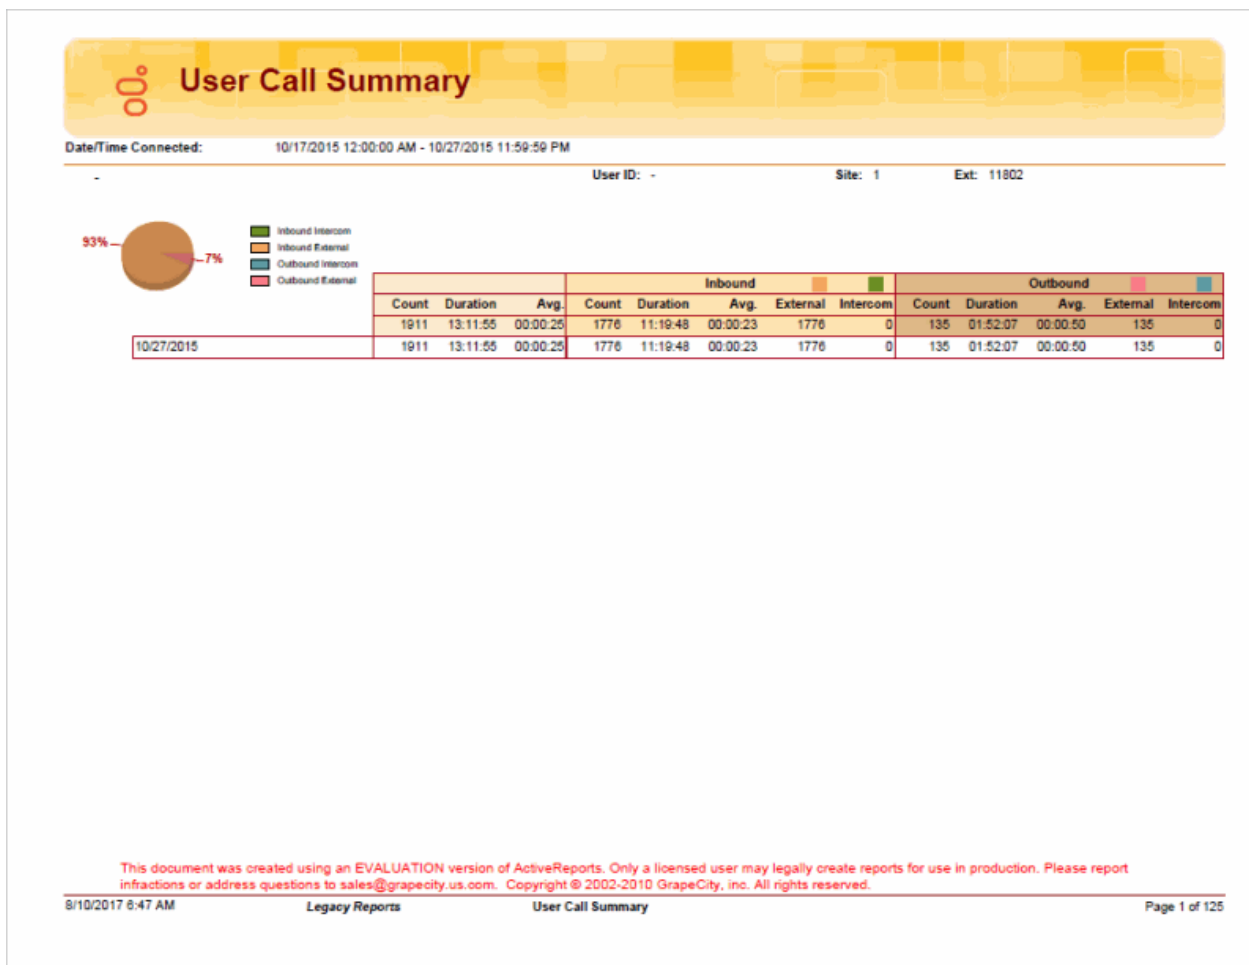 User Call Summary
Date/Time Connected: 10/17/2015 12:00:00 AM - 10/27/2015 11:59:59 PM
- User ID: - Site: 1 Ext: 11802
93%
7%
Inbound Intercom
Inbound External
Outbound Intercom
Outbound External
Inbound Outbound
Count Duration Avg. Count Duration Avg. External Intercom Count Duration Avg. External Intercom
1911 13:11:55 00:00:25 1776 11:19:48 00:00:23 1776 0 135 01:52:07 00:00:50 135 0
10/27/2015 1911 13:11:55 00:00:25 1776 11:19:48 00:00:23 1776 0 135 01:52:07 00:00:50 135 0
This document was created using an EVALUATION version of ActiveReports. Only a licensed user may legally create reports for use in production. Please report
infractions or address questions to sales@grapecity.us.com. Copyright © 2002-2010 GrapeCity, inc. All rights reserved.
8/10/2017 6:47 AM Legacy Reports User Call Summary Page 1 of 125